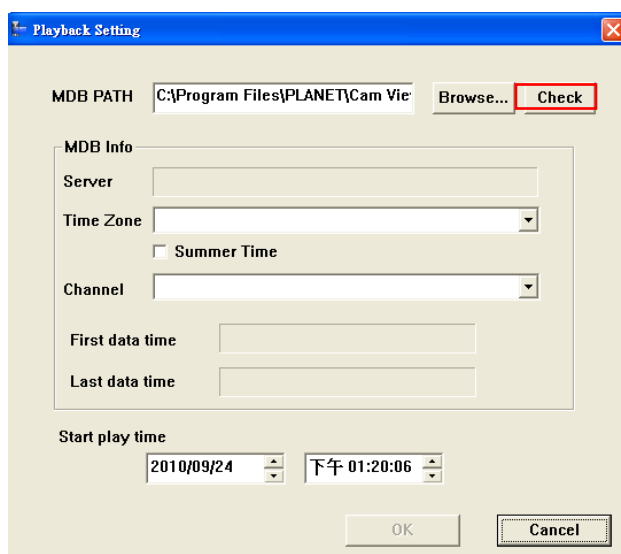 Playback Setting
MDB PATH C:\Program Files\PLANET\Cam Vie Browse... Check
MDB Info
Server
Time Zone
Summer Time
Channel
First data time
Last data time
Start play time
2010/09/24 下午 01:20:06
OK Cancel